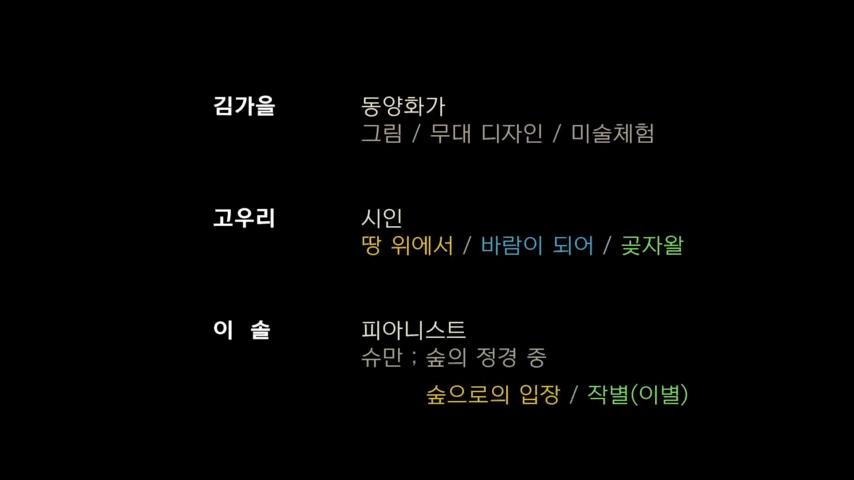 김가을 동양화가
그림 / 무대 디자인 / 미술체험
고우리 시인
땅 위에서 / 바람이 되어 / 곶자왈
이 솔 피아니스트
슈만 ; 숲의 정경 중
숲으로의 입장 / 작별(이별)